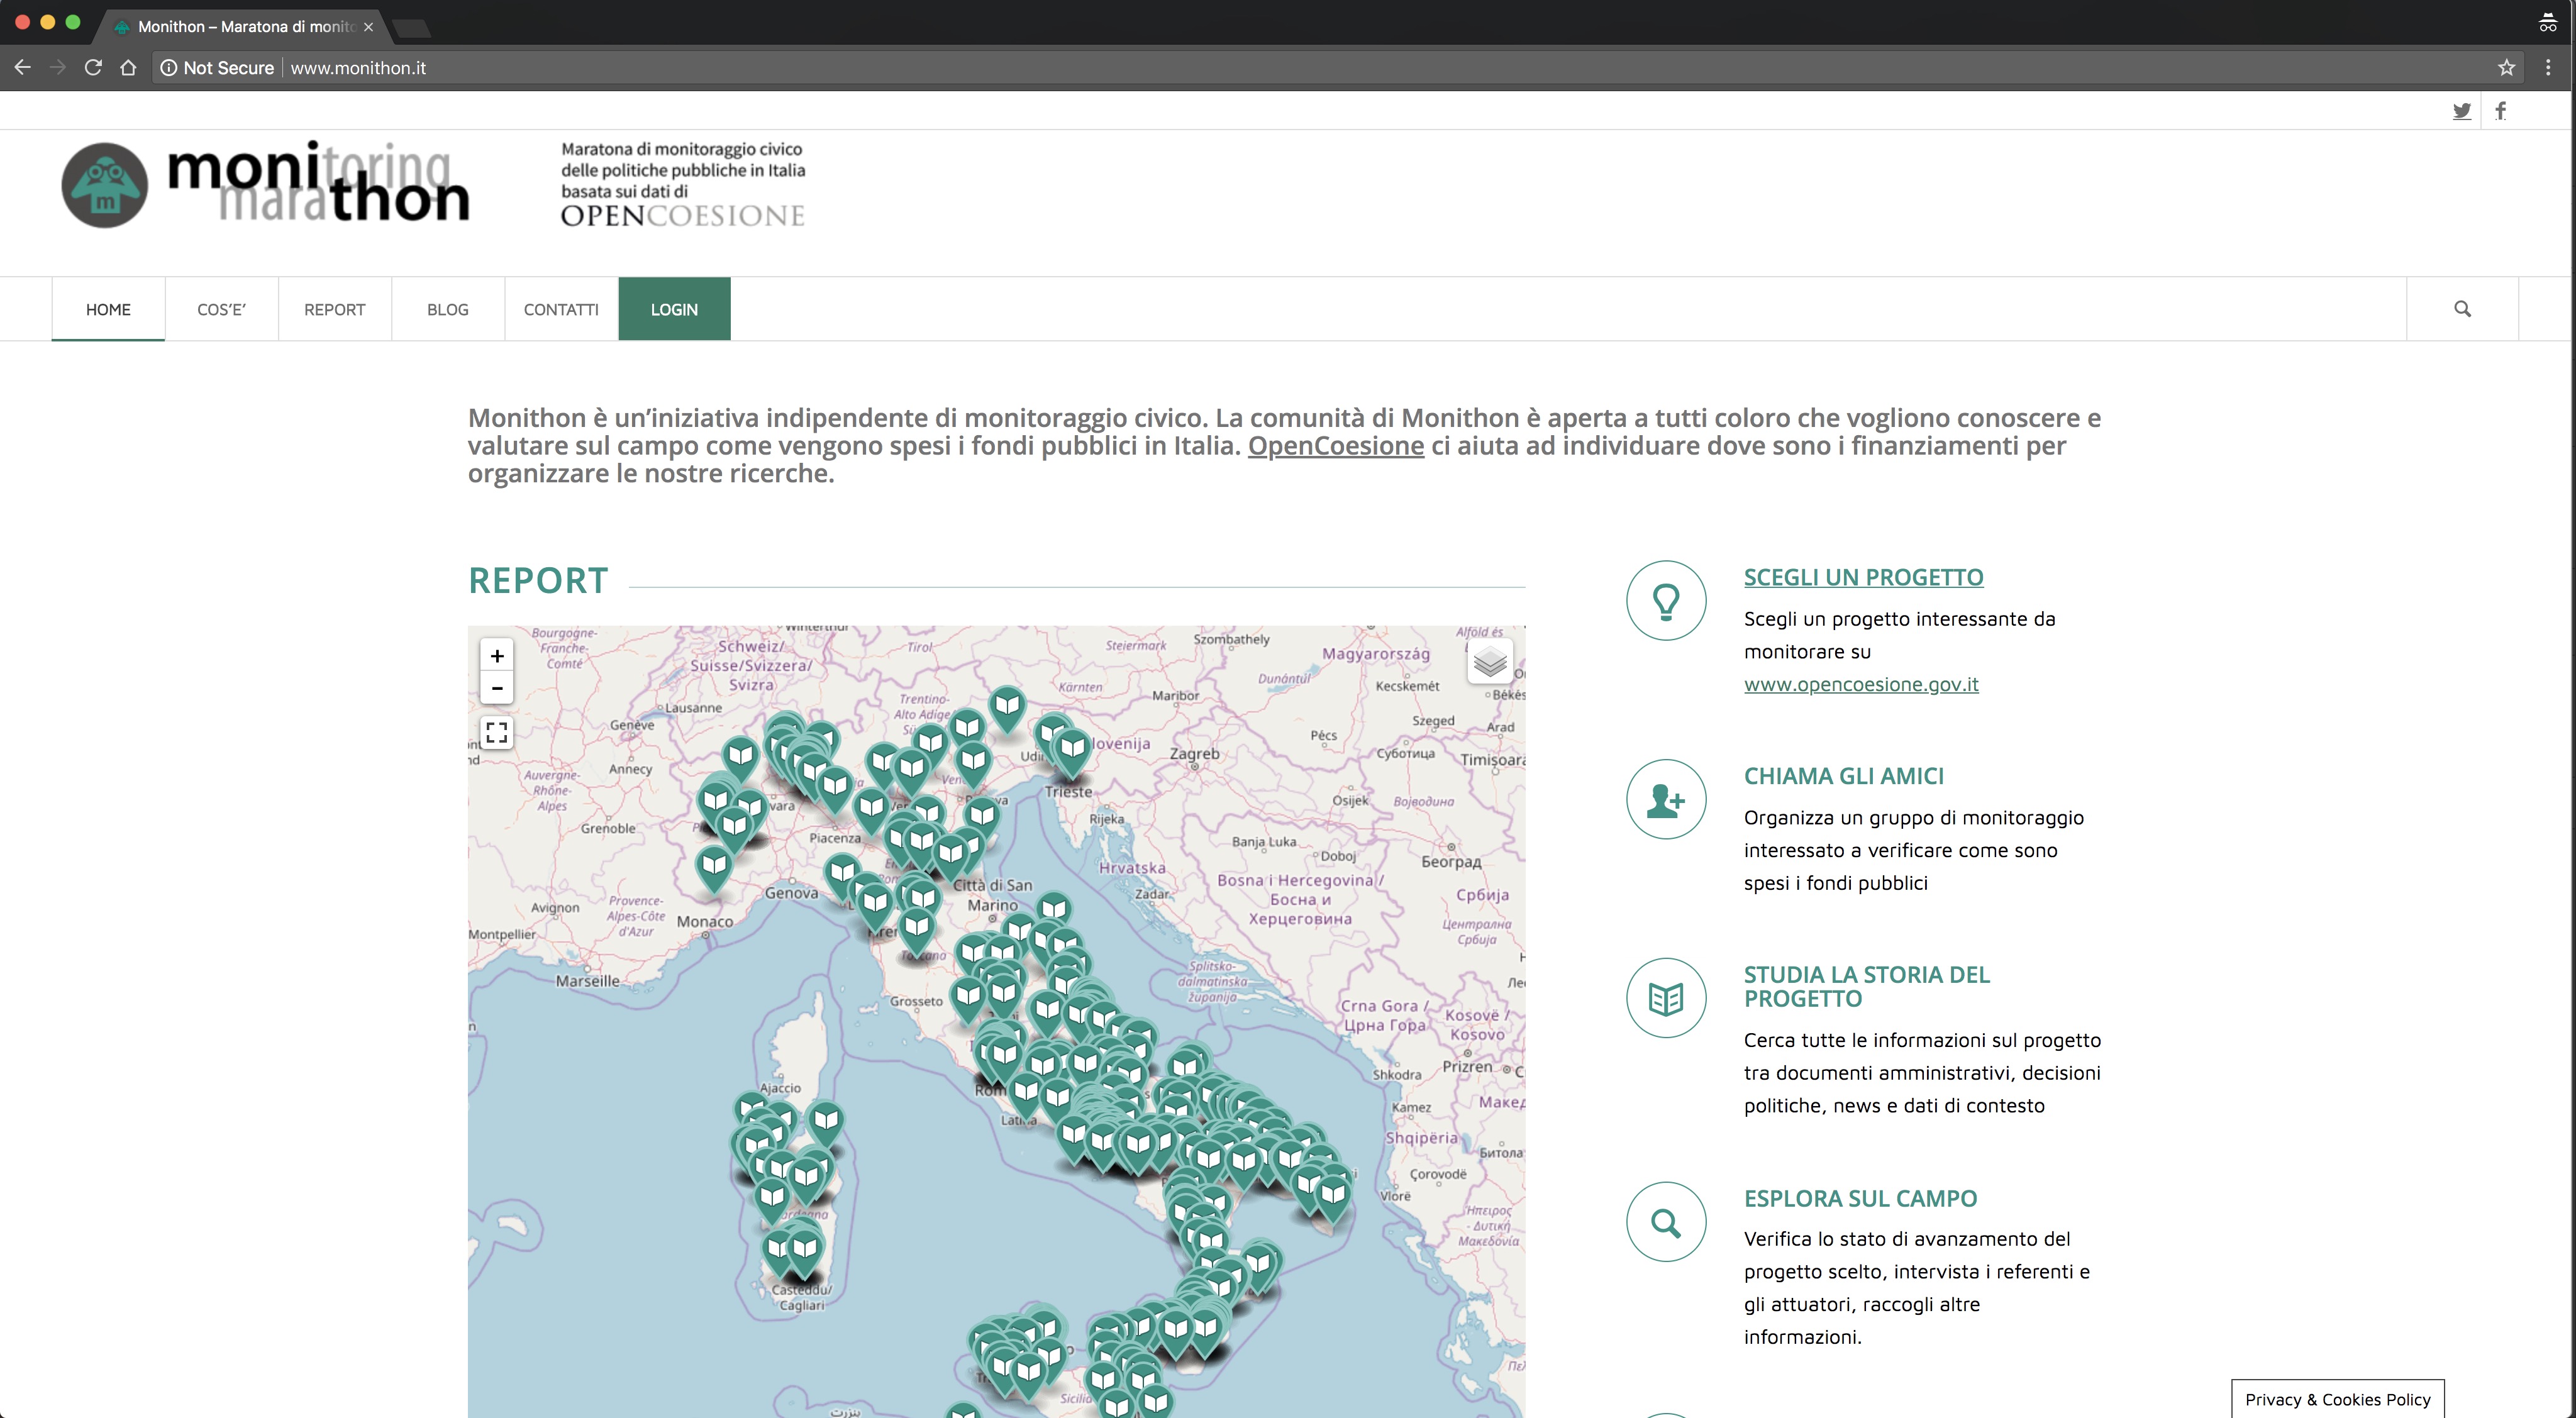 Monithon – Maratona di monito
Not Secure
www.monithon.it
monitoring
marathon
Maratona di monitoraggio civico
delle politiche pubbliche in Italia
basata sui dati di
OPENCOESIONE
HOME
COS'E'
REPORT
BLOG
CONTATTI
LOGIN
Monithon è un'iniziativa indipendente di monitoraggio civico. La comunità di Monithon è aperta a tutti coloro che vogliono conoscere e
valutare sul campo come vengono spesi i fondi pubblici in Italia. OpenCoesione ci aiuta ad individuare dove sono i finanziamenti per
organizzare le nostre ricerche.
REPORT
Bourgogne-
Franche-
Comté
Winterthur
Schweiz/
Suisse/Svizzera/
Svizra
Tirol
Steiermark
Szombathely
Magyarország
Alföld és
Dunántúl
Kecskemét
Békés
Kärnten
Maribor
Trentino-
Alto Adige
Lausanne
Genève
Annecy
Szeged
Arad
Pécs
Суботица
Timișoara
Zagreb
Slovenija
Auvergne-
Rhône-
Alpes
Grenoble
Trieste
Rijeka
Osijek
Војводина
Piacenza
Banja Luka
Doboj
Београд
Hrvatska
Genova
Città di San
Marino
Zadar
Bosna i Hercegovina /
Босна и
Херцеговина
Србија
Централна
Србија
Avignon
Provence-
Alpes-Côte
d'Azur
Monaco
Montpellier
Marseille
Toscana
Grosseto
Splitsko-
dalmatinska
županija
Crna Gora /
Црна Гора
Kosovë /
Kosovo
Prizren
Shkodra
Ajaccio
Latina
Kamez
Shqipëria
Битола
Çorovodë
Vlorë
Ήπειρος
- Δυτική
Μακεδονία
Casteddu/
Cagliari
Sicilia
بنزرت
+
-
SCEGLI UN PROGETTO
Scegli un progetto interessante da
monitorare su
www.opencoesione.gov.it
CHIAMA GLI AMICI
Organizza un gruppo di monitoraggio
interessato a verificare come sono
spesi i fondi pubblici
STUDIA LA STORIA DEL
PROGETTO
Cerca tutte le informazioni sul progetto
tra documenti amministrativi, decisioni
politiche, news e dati di contesto
ESPLORA SUL CAMPO
Verifica lo stato di avanzamento del
progetto scelto, intervista i referenti e
gli attuatori, raccogli altre
informazioni.
Privacy & Cookies Policy